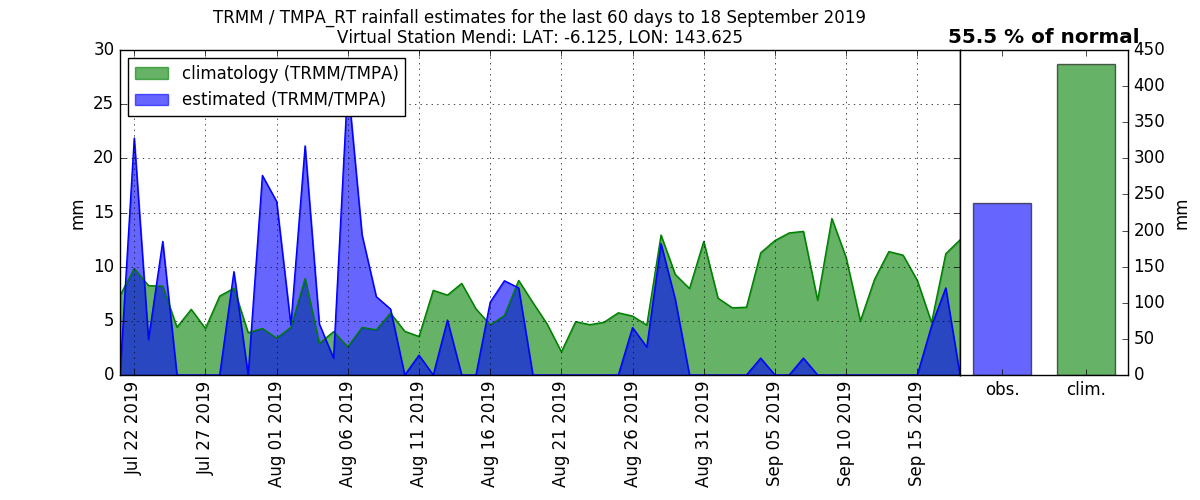 TRMM / TMPA_RT rainfall estimates for the last 60 days to 18 September 2019
Virtual Station Mendi: LAT: -6.125, LON: 143.625
55.5 % of normal
climatology (TRMM/TMPA)
estimated (TRMM/TMPA)
30
25
20
15
10
5
0
mm
Jul 22 2019
Jul 27 2019
Aug 01 2019
Aug 06 2019
Aug 11 2019
Aug 16 2019
Aug 21 2019
Aug 26 2019
Aug 31 2019
Sep 05 2019
Sep 10 2019
Sep 15 2019
obs.
clim.
450
400
350
300
250
200
150
100
50
0
mm